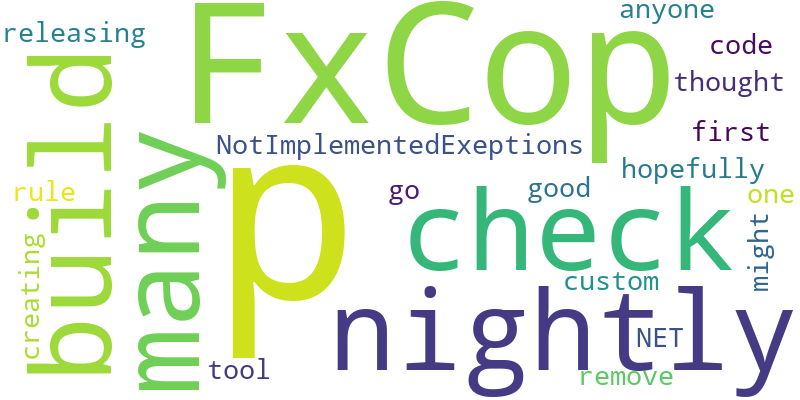 releasing
FxCop
anyone
code
thought
build
many
NotImplementedExeptions
first
p
hopefully
rule
go
good
one
check
creating
might
custom
nightly
NET
tool
remove